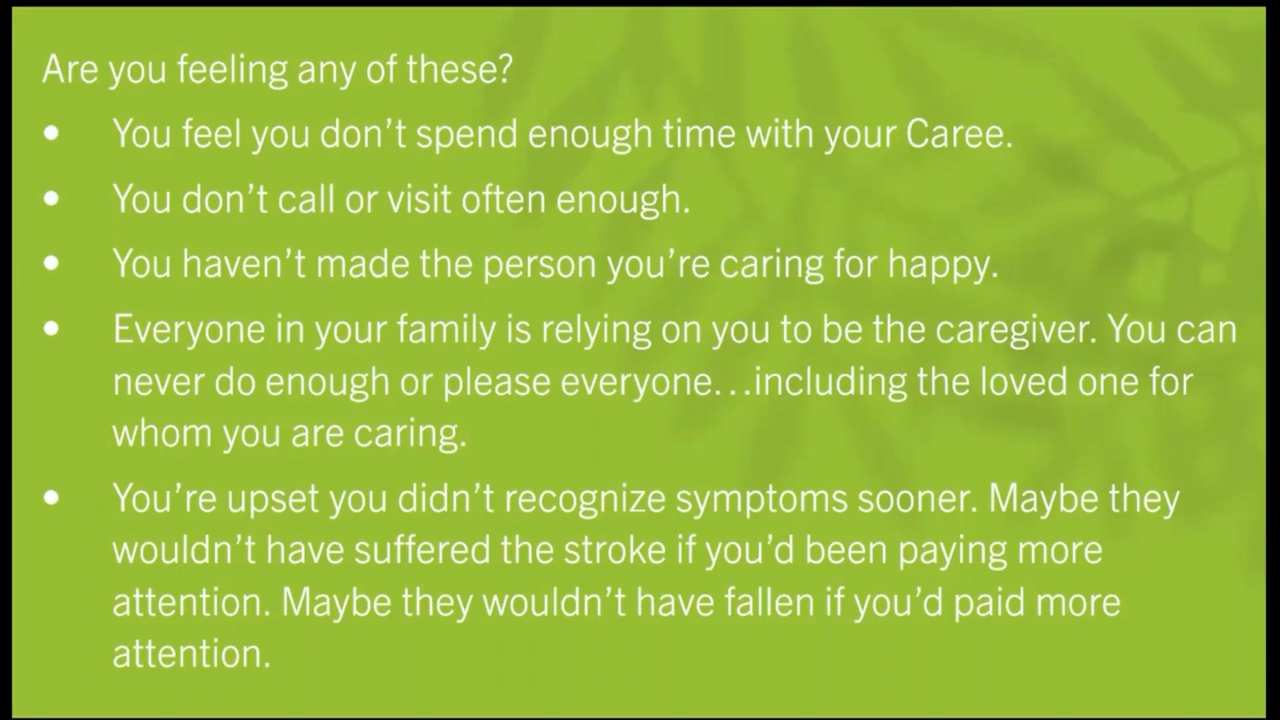 Are you feeling any of these?
• You feel you don’t spend enough time with your Caree.
• You don’t call or visit often enough.
• You haven’t made the person you’re caring for happy.
• Everyone in your family is relying on you to be the caregiver. You can
never do enough or please everyone...including the loved one for
whom you are caring.
• You’re upset you didn’t recognize symptoms sooner. Maybe they
wouldn’t have suffered the stroke if you’d been paying more
attention. Maybe they wouldn’t have fallen if you’d paid more
attention.